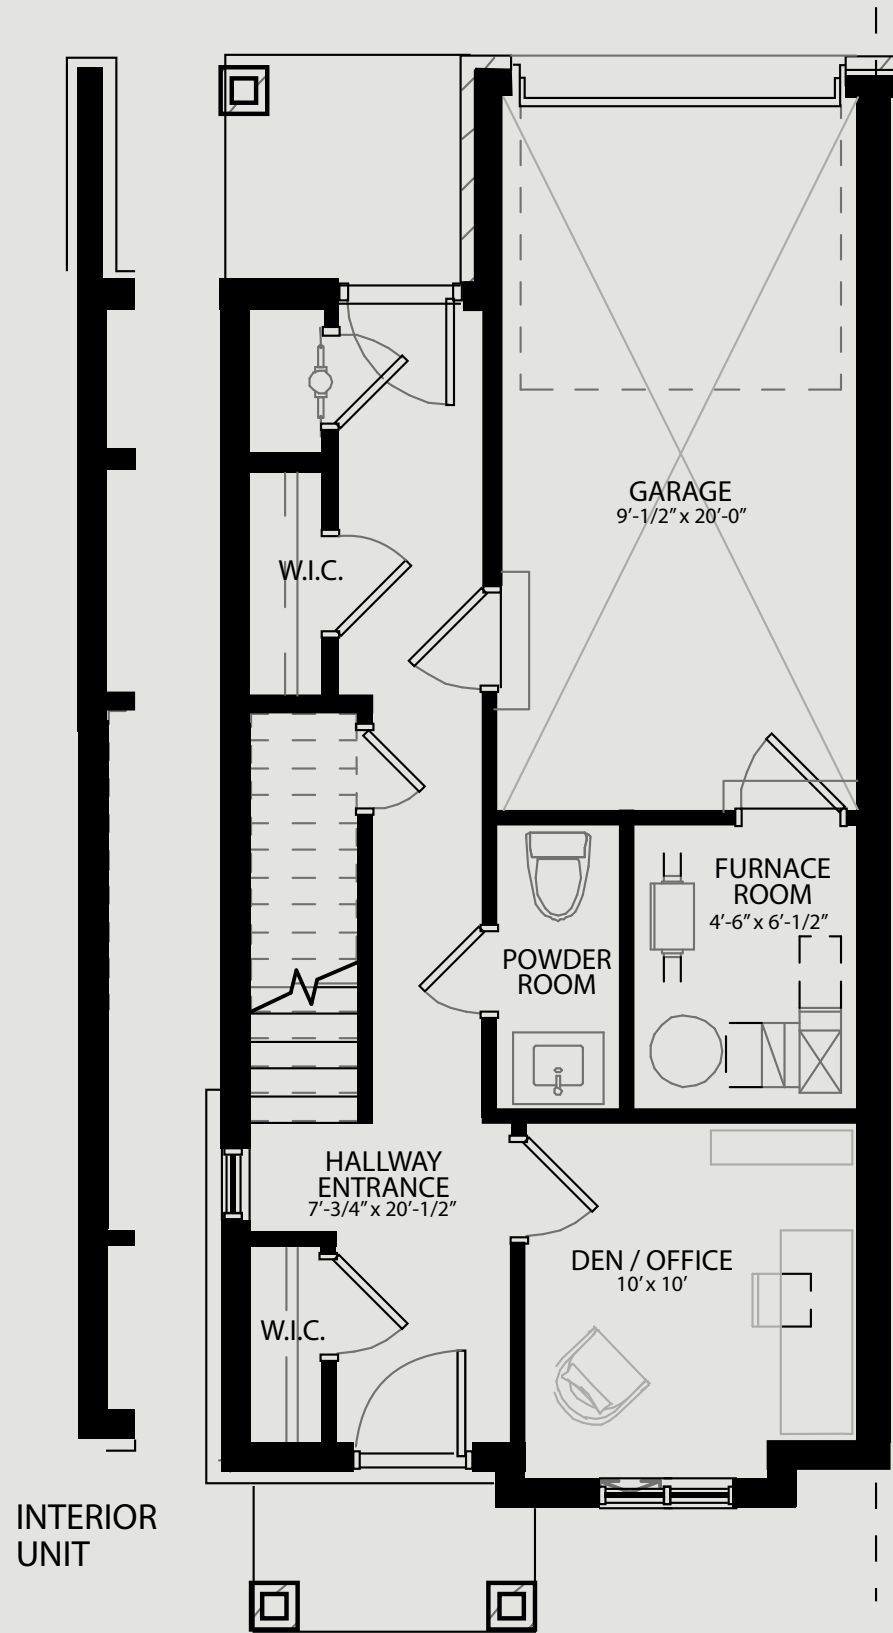 GARAGE
9'-1/2” x 20'-0”
W.I.C.
FURNACE
ROOM
4'-6” x 6'-1/2”
POWDER
ROOM
HALLWAY
ENTRANCE
7'-3/4” x 20'-1/2”
DEN / OFFICE
10' x 10'
W.I.C.
INTERIOR
UNIT